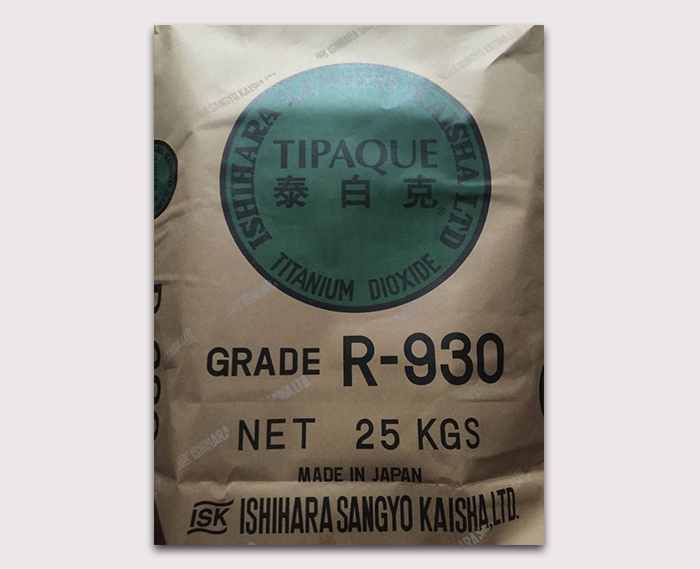 ISHIHARA SANGYO KAISHA LTD
TIPAQUE
泰白克®
TITANIUM DIOXIDE
GRADE R-930
NET 25 KGS
MADE IN JAPAN
ISK ISHIHARA SANGYO KAISHA,LTD.